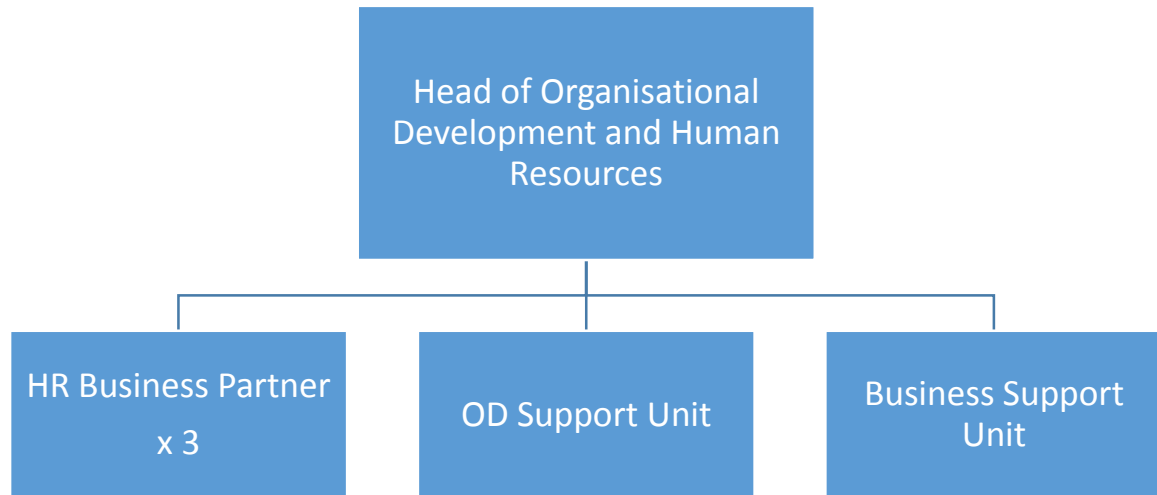 Head of Organisational
Development and Human
Resources
HR Business Partner
x 3
OD Support Unit
Business Support
Unit